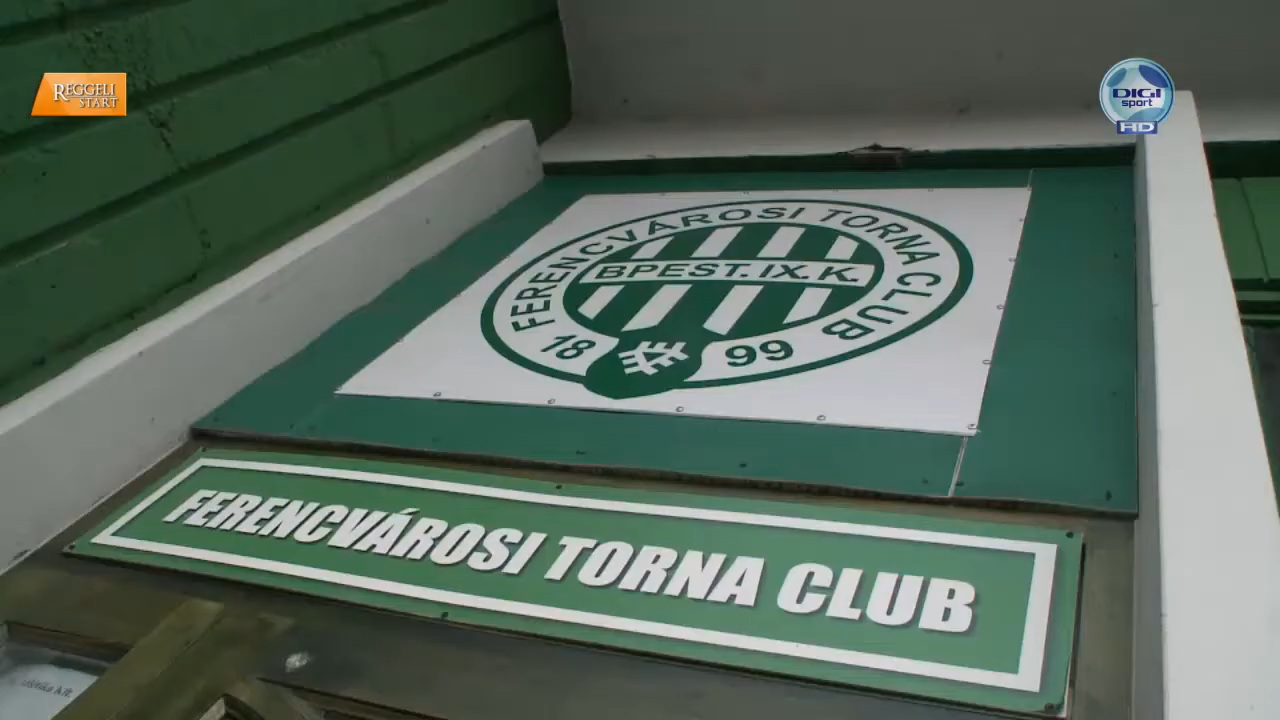 REGGELI
START
DIGI
sport
HD
FERENCVÁROSI TORNA CLUB
BPEST. IX. K.
18 99
FERENCVÁROSI TORNA CLUB